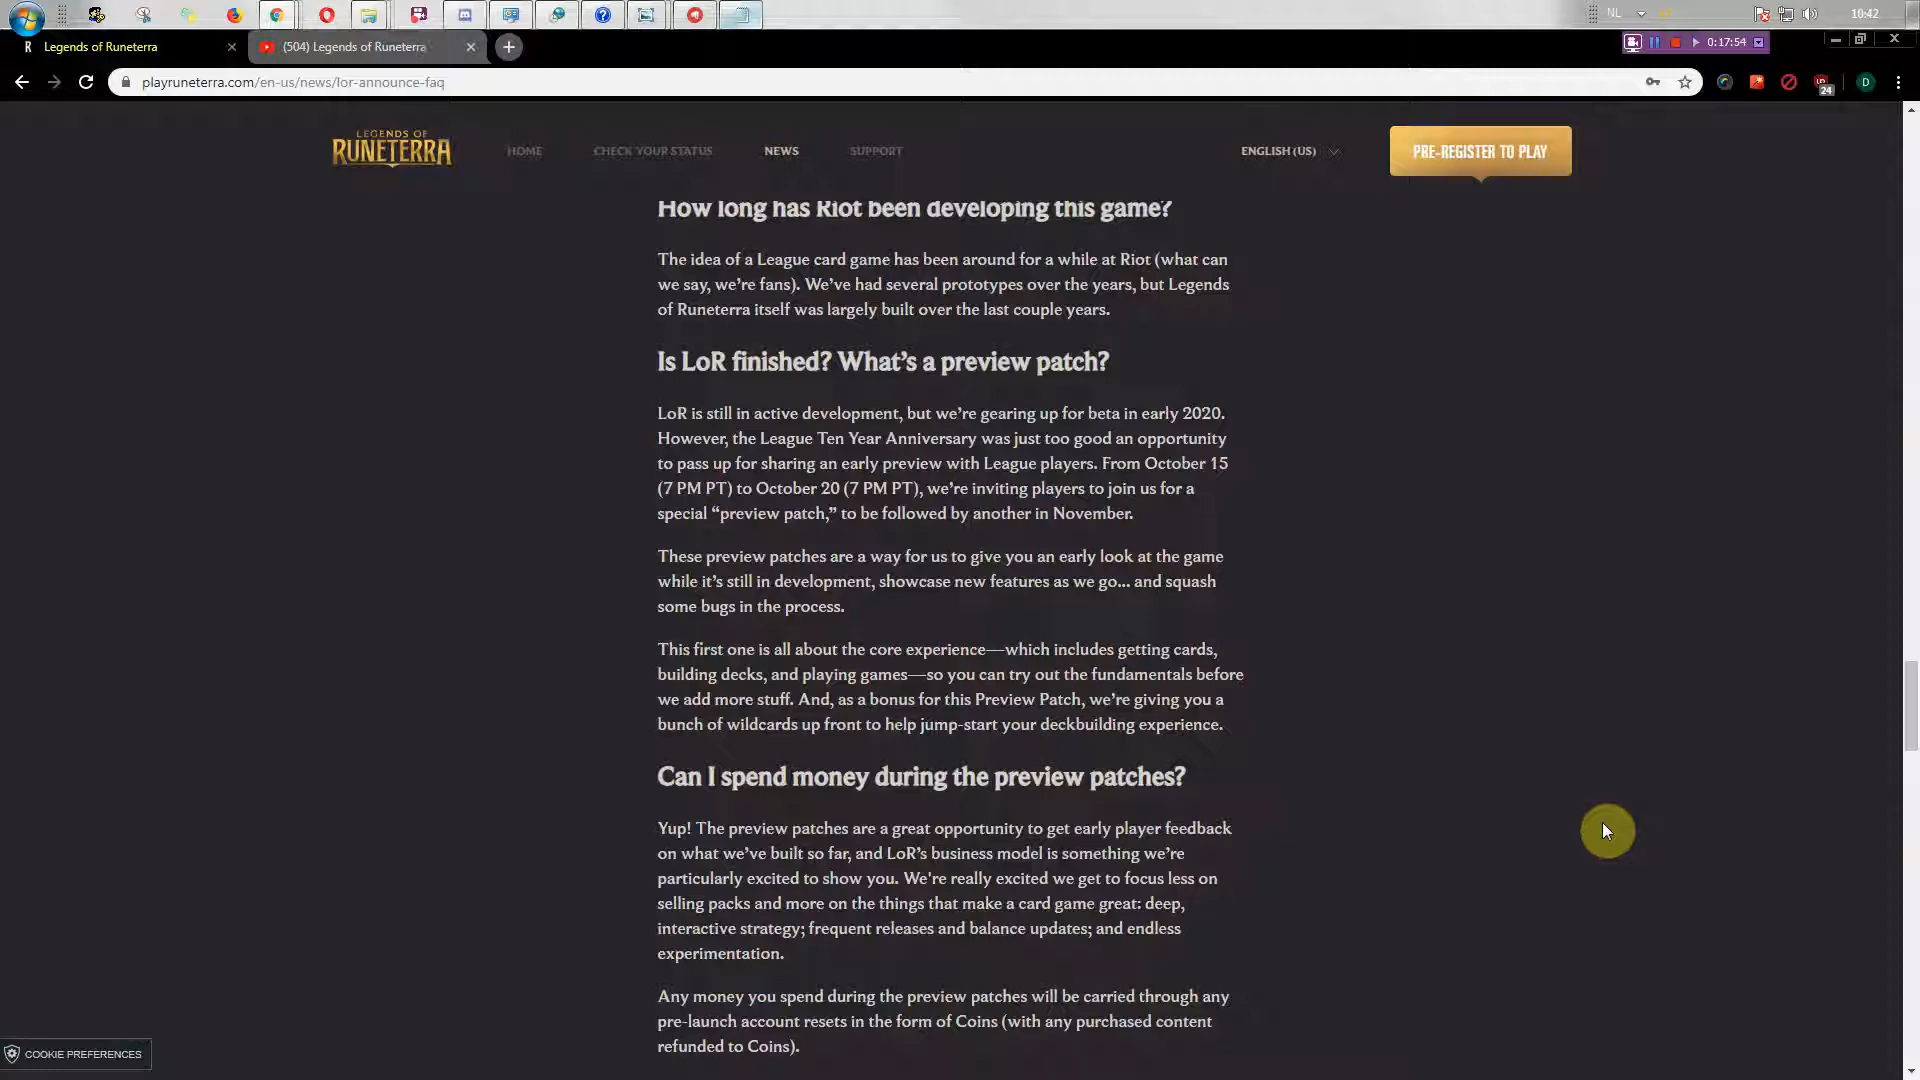 NL
10:42
Legends of Runeterra
(504) Legends of Runeterra
0:17:54
playruneterra.com/en-us/news/lor-announce-faq
24
D
LEGENDS OF
RUNETERRA
HOME
CHECK YOUR STATUS
NEWS
SUPPORT
ENGLISH (US)
PRE-REGISTER TO PLAY
How long has Riot been developing this game?
The idea of a League card game has been around for a while at Riot (what can
we say, we’re fans). We’ve had several prototypes over the years, but Legends
of Runeterra itself was largely built over the last couple years.
Is LoR finished? What’s a preview patch?
LoR is still in active development, but we’re gearing up for beta in early 2020.
However, the League Ten Year Anniversary was just too good an opportunity
to pass up for sharing an early preview with League players. From October 15
(7 PM PT) to October 20 (7 PM PT), we’re inviting players to join us for a
special “preview patch,” to be followed by another in November.
These preview patches are a way for us to give you an early look at the game
while it’s still in development, showcase new features as we go... and squash
some bugs in the process.
This first one is all about the core experience—which includes getting cards,
building decks, and playing games—so you can try out the fundamentals before
we add more stuff. And, as a bonus for this Preview Patch, we’re giving you a
bunch of wildcards up front to help jump-start your deckbuilding experience.
Can I spend money during the preview patches?
Yup! The preview patches are a great opportunity to get early player feedback
on what we’ve built so far, and LoR’s business model is something we’re
particularly excited to show you. We're really excited we get to focus less on
selling packs and more on the things that make a card game great: deep,
interactive strategy; frequent releases and balance updates; and endless
experimentation.
Any money you spend during the preview patches will be carried through any
pre-launch account resets in the form of Coins (with any purchased content
refunded to Coins).
COOKIE PREFERENCES